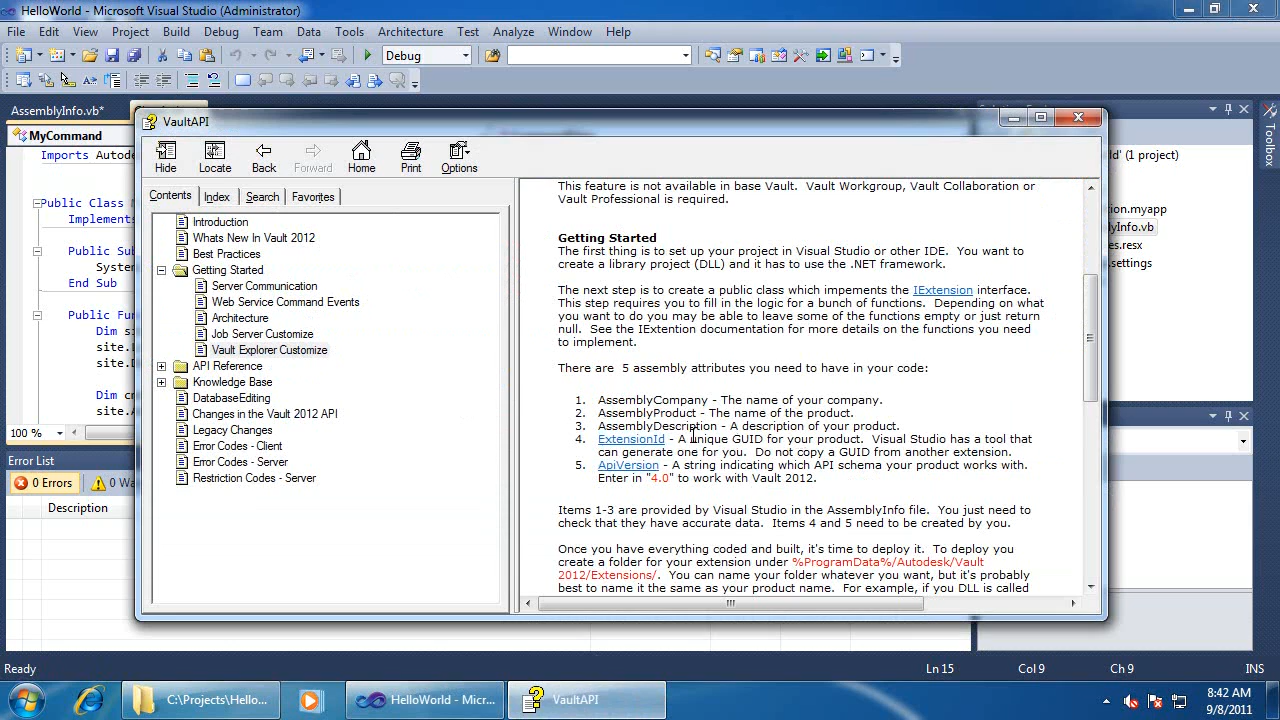 HelloWorld - Microsoft Visual Studio (Administrator)
File Edit View Project Build Debug Team Data Tools Architecture Test Analyze Window Help
Debug
AssemblyInfo.vb*
MyCommand
Imports Autode
Public Class
Implements
Public Sub
System
End Sub
Public Fun
Dim si
site.
site.D
Dim cm
site.A
100 %
Error List
0 Errors
0 Wa
Description
VaultAPI
Hide Locate Back Forward Home Print Options
Contents Index Search Favorites
Introduction
Whats New In Vault 2012
Best Practices
Getting Started
Server Communication
Web Service Command Events
Architecture
Job Server Customize
Vault Explorer Customize
API Reference
Knowledge Base
DatabaseEditing
Changes in the Vault 2012 API
Legacy Changes
Error Codes - Client
Error Codes - Server
Restriction Codes - Server
This feature is not available in base Vault. Vault Workgroup, Vault Collaboration or
Vault Professional is required.
Getting Started
The first thing is to set up your project in Visual Studio or other IDE. You want to
create a library project (DLL) and it has to use the .NET framework.
The next step is to create a public class which impements the IExtension interface.
This step requires you to fill in the logic for a bunch of functions. Depending on what
you want to do you may be able to leave some of the functions empty or just return
null. See the IExtention documentation for more details on the functions you need
to implement.
There are 5 assembly attributes you need to have in your code:
1. AssemblyCompany - The name of your company.
2. AssemblyProduct - The name of the product.
3. AssemblyDescription - A description of your product.
4. ExtensionId - A unique GUID for your product. Visual Studio has a tool that
can generate one for you. Do not copy a GUID from another extension.
5. ApiVersion - A string indicating which API schema your product works with.
Enter in "4.0" to work with Vault 2012.
Items 1-3 are provided by Visual Studio in the AssemblyInfo file. You just need to
check that they have accurate data. Items 4 and 5 need to be created by you.
Once you have everything coded and built, it's time to deploy it. To deploy you
create a folder for your extension under %ProgramData%/Autodesk/Vault
2012/Extensions/. You can name your folder whatever you want, but it's probably
best to name it the same as your product name. For example, if you DLL is called
d' (1 project)
ion.myapp
lyInfo.vb
es.resx
.settings
Toolbox
Ready Ln 15 Col 9 Ch 9 INS
C:\Projects\Hello...
HelloWorld - Micr...
VaultAPI
8:42 AM
9/8/2011